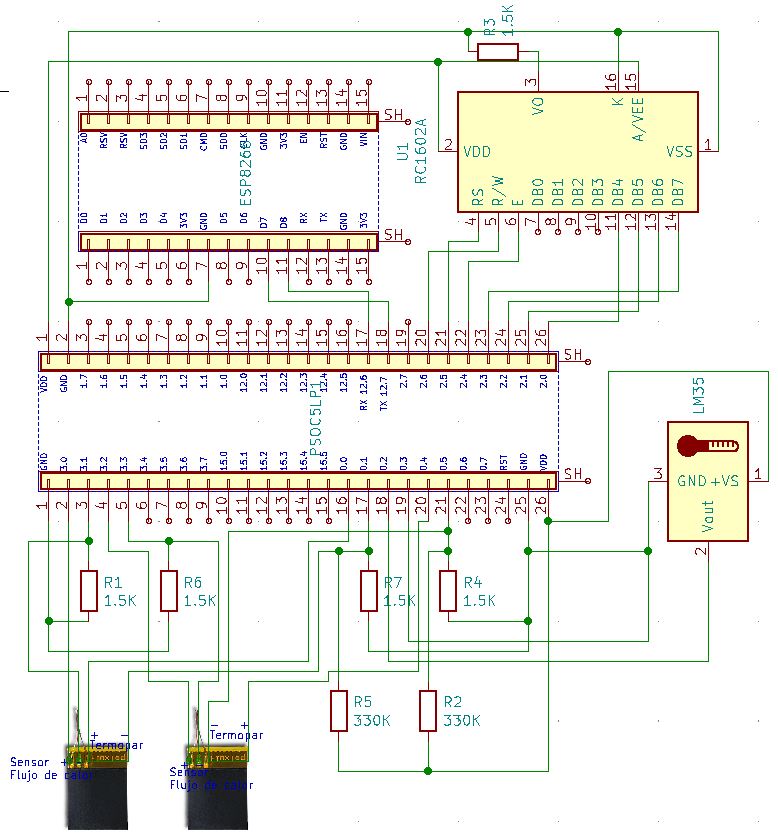 R3
1.5K
1 2 3 4 5 6 7 8 9 10 11 12 13 14 15
SH
A0 RSV RSV SD3 SD2 SD1 CMD SD0 CLK GND 3V3 EN RST GND VIN
ESP8266
U1
RC1602A
3 16 15
VO K A/VEE
2 VDD VSS 1
RS R/W E DB0 DB1 DB2 DB3 DB4 DB5 DB6 DB7
4 5 6 7 8 9 10 11 12 13 14
D0 D1 D2 D3 D4 3V3 GND D5 D6 D7 D8 RX TX GND 3V3
SH
1 2 3 4 5 6 7 8 9 10 11 12 13 14 15
1 2 3 4 5 6 7 8 9 10 11 12 13 14 15 16 17 18 19 20 21 22 23 24 25 26
SH
VDD GND 1.7 1.6 1.5 1.4 1.3 1.2 1.1 1.0 12.0 12.1 12.2 12.3 12.4 12.5 RX 12.6 TX 12.7 2.7 2.6 2.5 2.4 2.3 2.2 2.1 2.0
PSOC5LP1
GND 3.0 3.1 3.2 3.3 3.4 3.5 3.6 3.7 15.0 15.1 15.2 15.3 15.4 15.5 0.0 0.1 0.2 0.3 0.4 0.5 0.6 0.7 RST GND VDD
SH
1 2 3 4 5 6 7 8 9 10 11 12 13 14 15 16 17 18 19 20 21 22 23 24 25 26
LM35
3 GND +VS 1
Vout
2
R1
1.5K
R6
1.5K
R7
1.5K
R4
1.5K
R5
330K
R2
330K
+ -
Termopar
Sensor +
Flujo de calor
- +
Termopar
Sensor
+
Flujo de calor